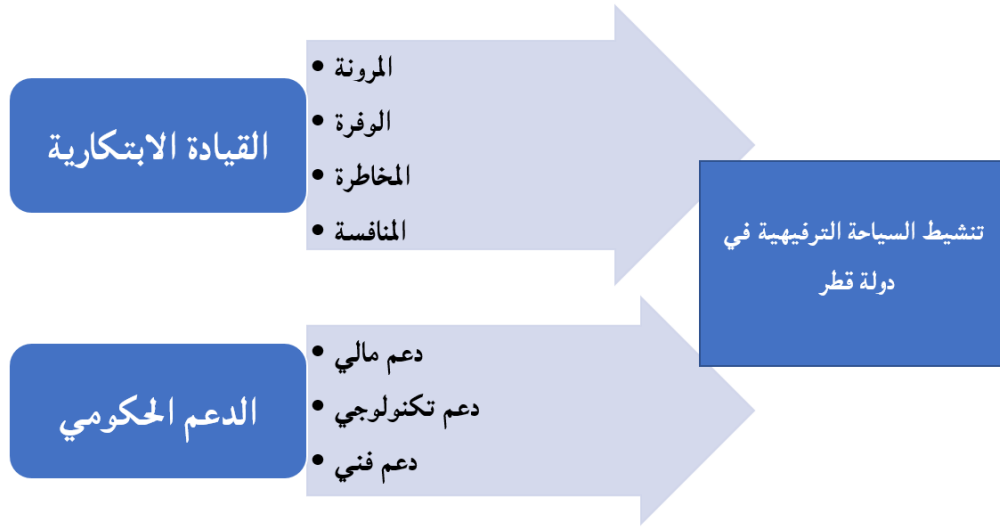 القيادة الابتكارية
• المرونة
• الوفرة
• المخاطرة
• المنافسة
الدعم الحكومي
• دعم مالي
• دعم تكنولوجي
• دعم فني
تنشيط السياحة الترفيهية في
دولة قطر